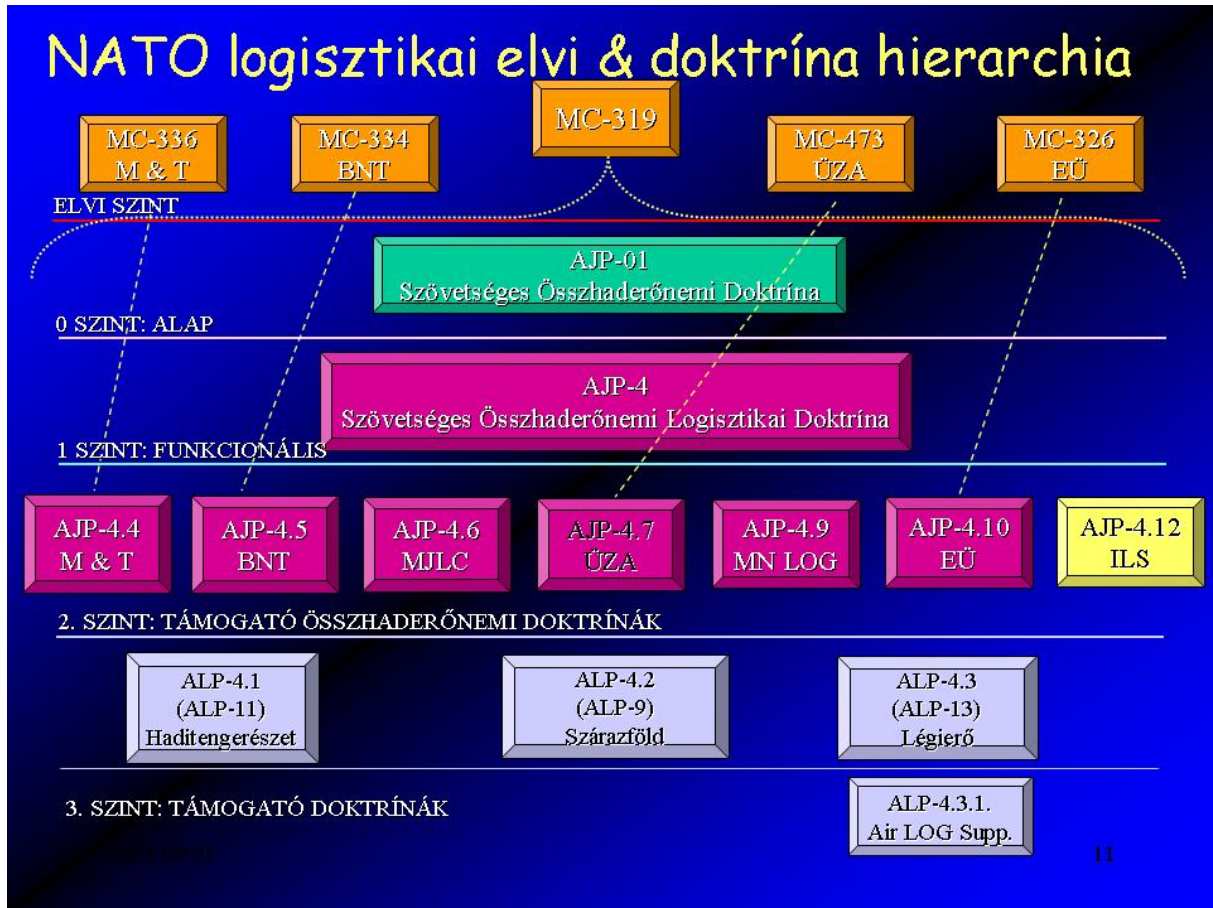 NATO logisztikai elvi & doktrína hierarchia
MC-336
M & T
MC-334
BNT
MC-319
MC-473
ÜZA
MC-326
EÜ
ELVI SZINT
AJP-01
Szövetséges Összhaderőnemi Doktrína
0 SZINT: ALAP
AJP-4
Szövetséges Összhaderőnemi Logisztikai Doktrína
1 SZINT: FUNKCIONÁLIS
AJP-4.4
M & T
AJP-4.5
BNT
AJP-4.6
MJLC
AJP-4.7
ÜZA
AJP-4.9
MN LOG
AJP-4.10
EÜ
AJP-4.12
ILS
2. SZINT: TÁMOGATÓ ÖSSZHADERŐNEMI DOKTRÍNÁK
ALP-4.1
(ALP-11)
Haditengerészet
ALP-4.2
(ALP-9)
Szárazföld
ALP-4.3
(ALP-13)
Légierő
3. SZINT: TÁMOGATÓ DOKTRÍNÁK
ALP-4.3.1.
Air LOG Supp.
11